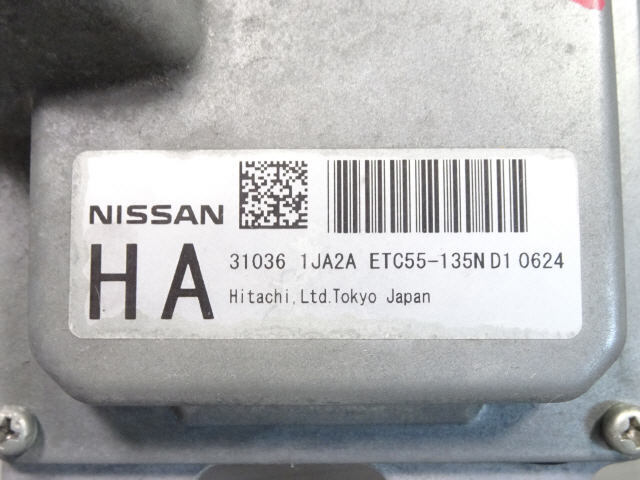 NISSAN
HA
31036 1JA2A ETC55-135N D1 0624
Hitachi,Ltd.Tokyo Japan